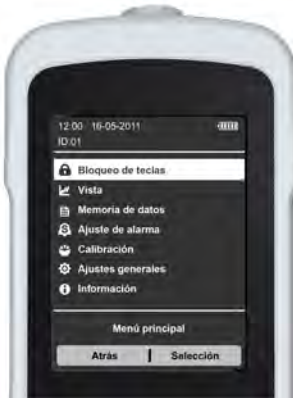 12:00 16-05-2011
ID:01
Bloqueo de teclas
Vista
Memoria de datos
Ajuste de alarma
Calibración
Ajustes generales
Información
Menú principal
Atrás Selección